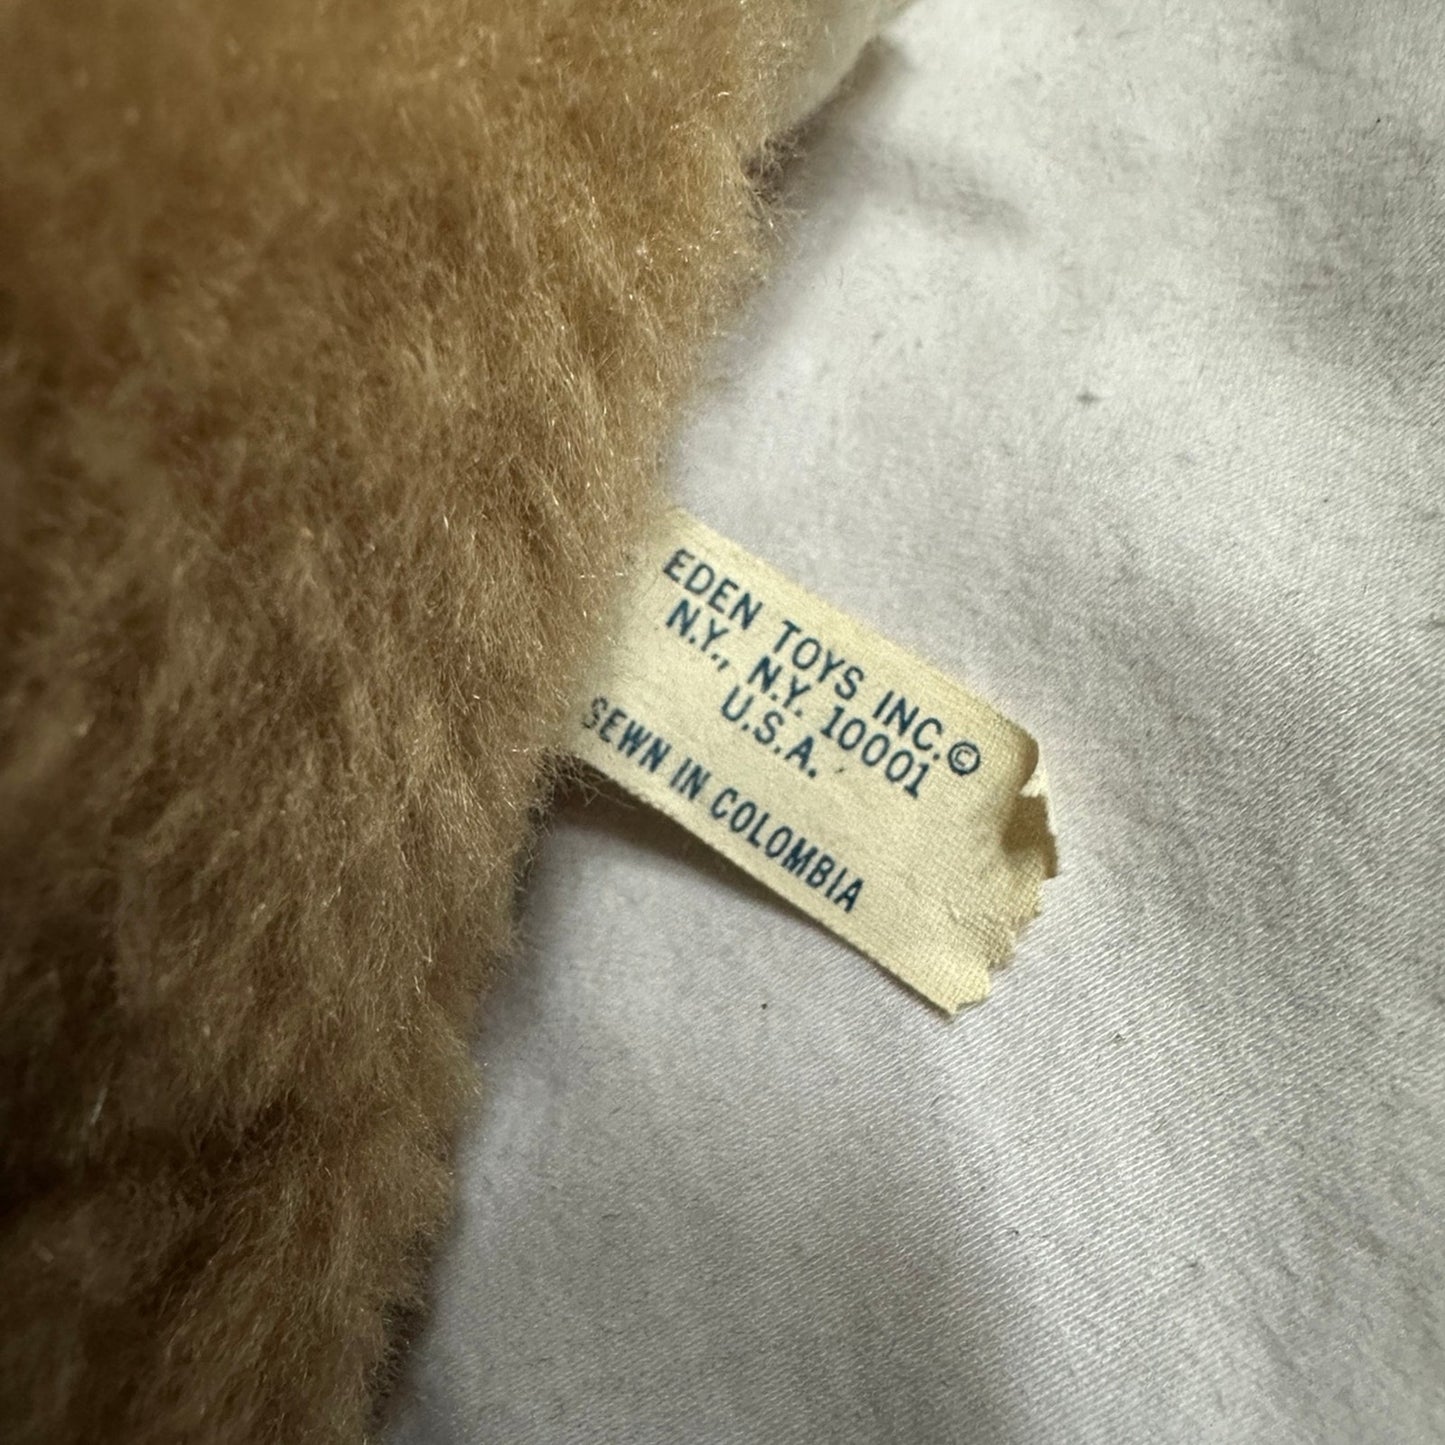 EDEN TOYS INC.©
N.Y., N.Y. 10001
U.S.A.
SEWN IN COLOMBIA